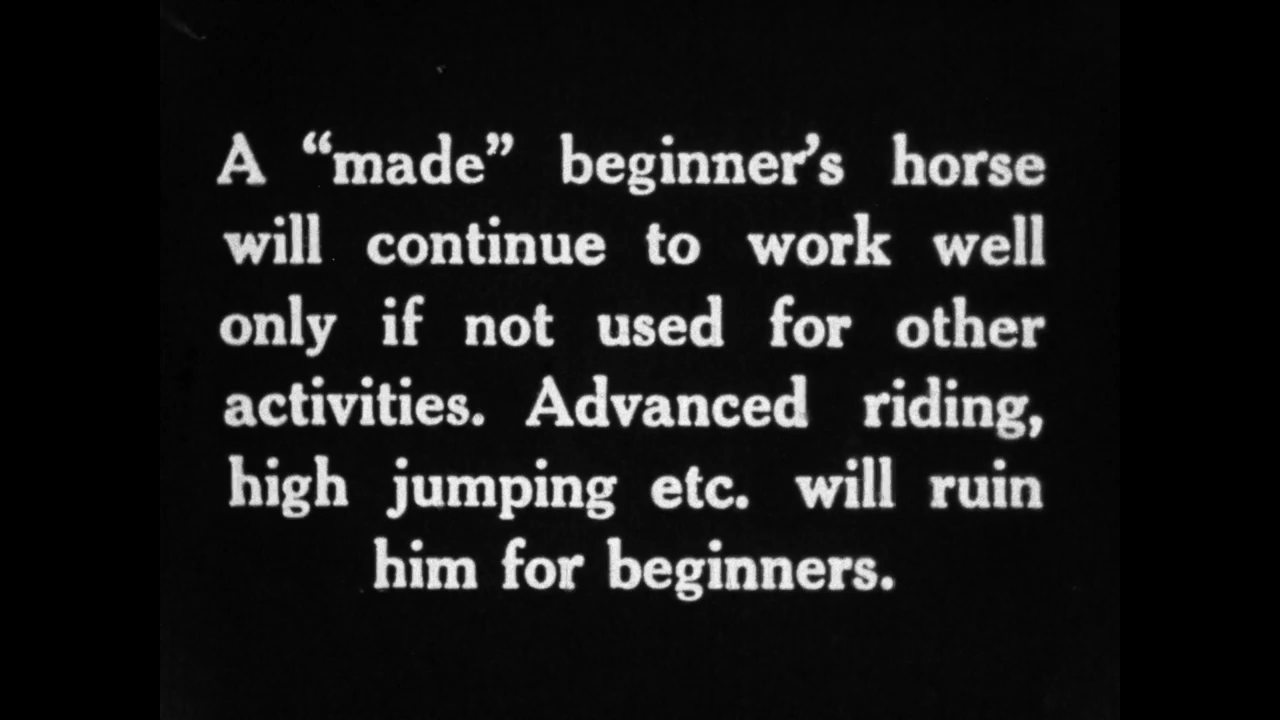 A “made” beginner’s horse
will continue to work well
only if not used for other
activities. Advanced riding,
high jumping etc. will ruin
him for beginners.